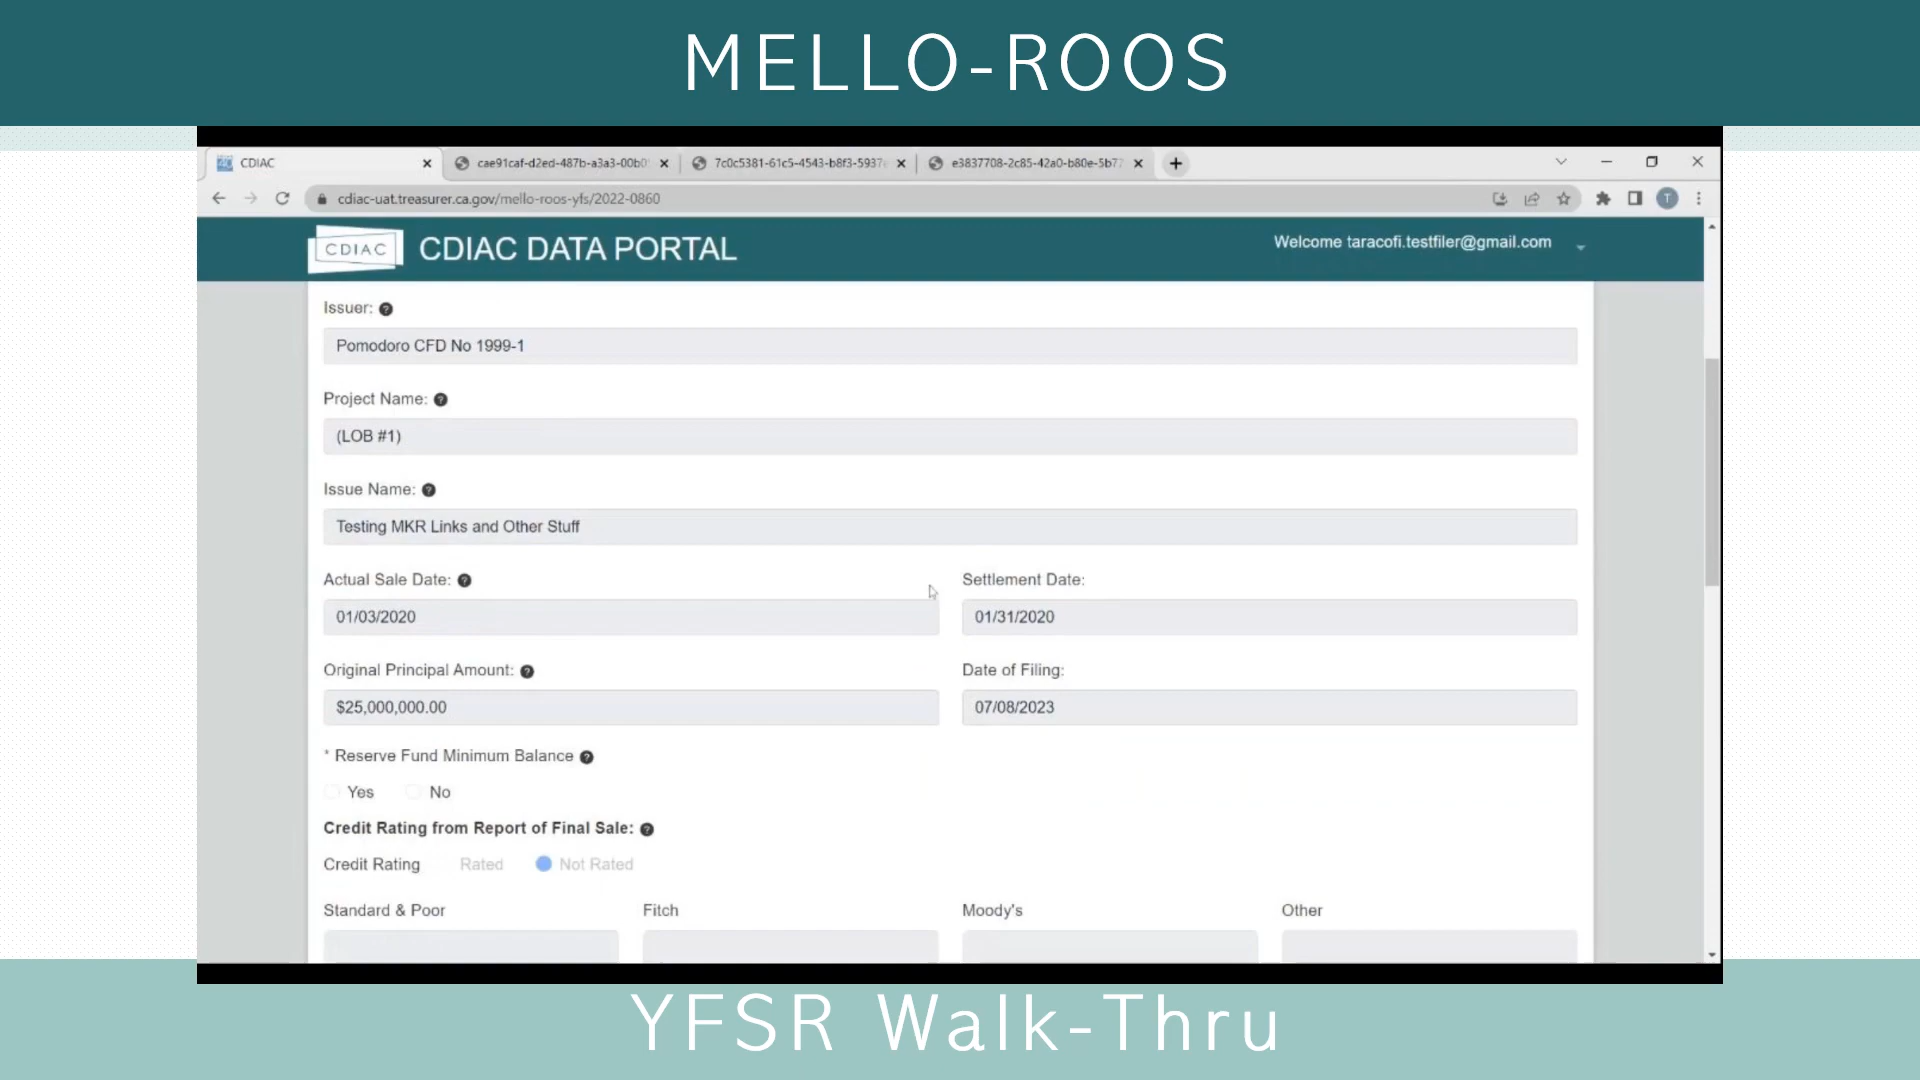 MELLO-ROOS
CDIAC
cae91caf-d2ed-487b-a3a3-00b0
7c0c5381-61c5-4543-b8f3-5937
e3837708-2c85-42a0-b80e-5b77
cdiac-uat.treasurer.ca.gov/mello-roos-yfs/2022-0860
T
CDIAC
CDIAC DATA PORTAL
Welcome taracofi.testfiler@gmail.com
Issuer:
Pomodoro CFD No 1999-1
Project Name:
(LOB #1)
Issue Name:
Testing MKR Links and Other Stuff
Actual Sale Date:
Settlement Date:
01/03/2020
01/31/2020
Original Principal Amount:
Date of Filing:
$25,000,000.00
07/08/2023
* Reserve Fund Minimum Balance
Yes No
Credit Rating from Report of Final Sale:
Credit Rating Rated Not Rated
Standard & Poor Fitch Moody's Other
YFSR Walk-Thru